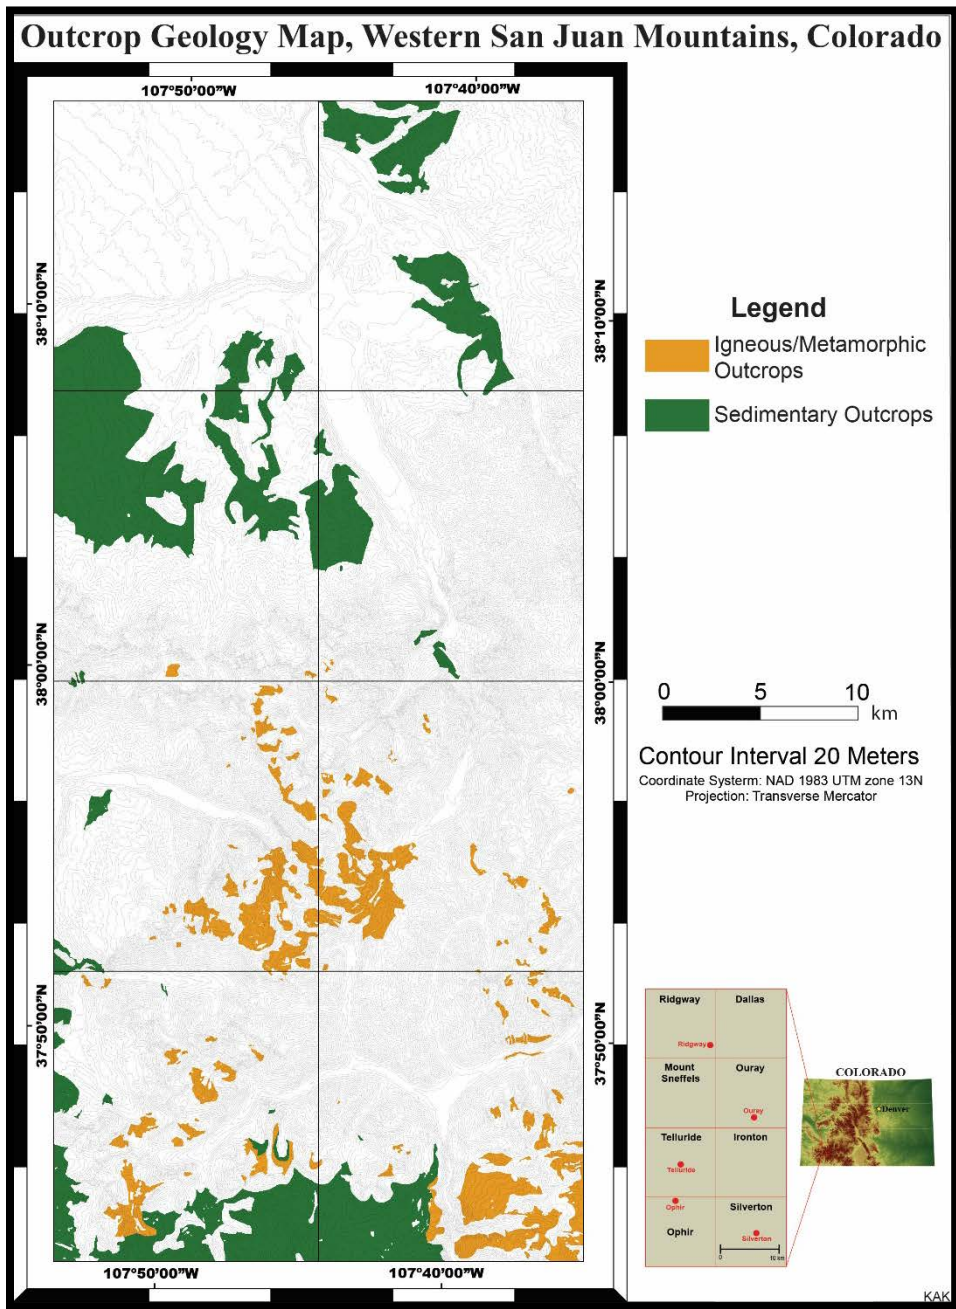 Outcrop Geology Map, Western San Juan Mountains, Colorado
107°50'00"W
107°40'00"W
38°10'00"N
38°10'00"N
Legend
Igneous/Metamorphic
Outcrops
Sedimentary Outcrops
38°00'00"N
38°00'00"N
0 5 10
km
Contour Interval 20 Meters
Coordinate Systerm: NAD 1983 UTM zone 13N
Projection: Transverse Mercator
37°50'00"N
37°50'00"N
Ridgway
Dallas
Ridgway
Mount
Sneffels
Ouray
Ouray
COLORADO
Denver
Telluride
Ironton
Telluride
Ophir
Silverton
Ophir
Silverton
0 10 km
107°50'00"W
107°40'00"W
KAK